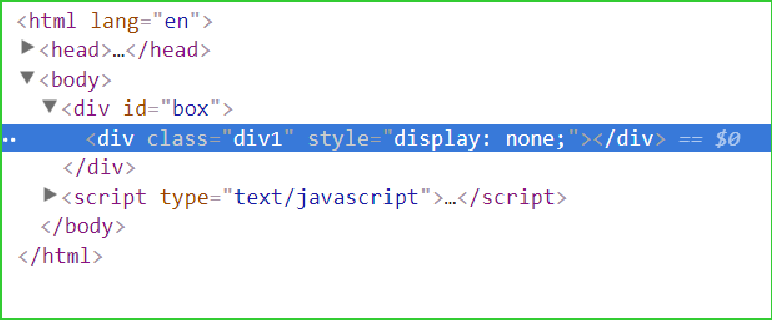 <html lang="en">
▶<head>…</head>
▼<body>
▼<div id="box">
··<div class="div1" style="display: none;"></div> == $0
</div>
▶<script type="text/javascript">…</script>
</body>
</html>